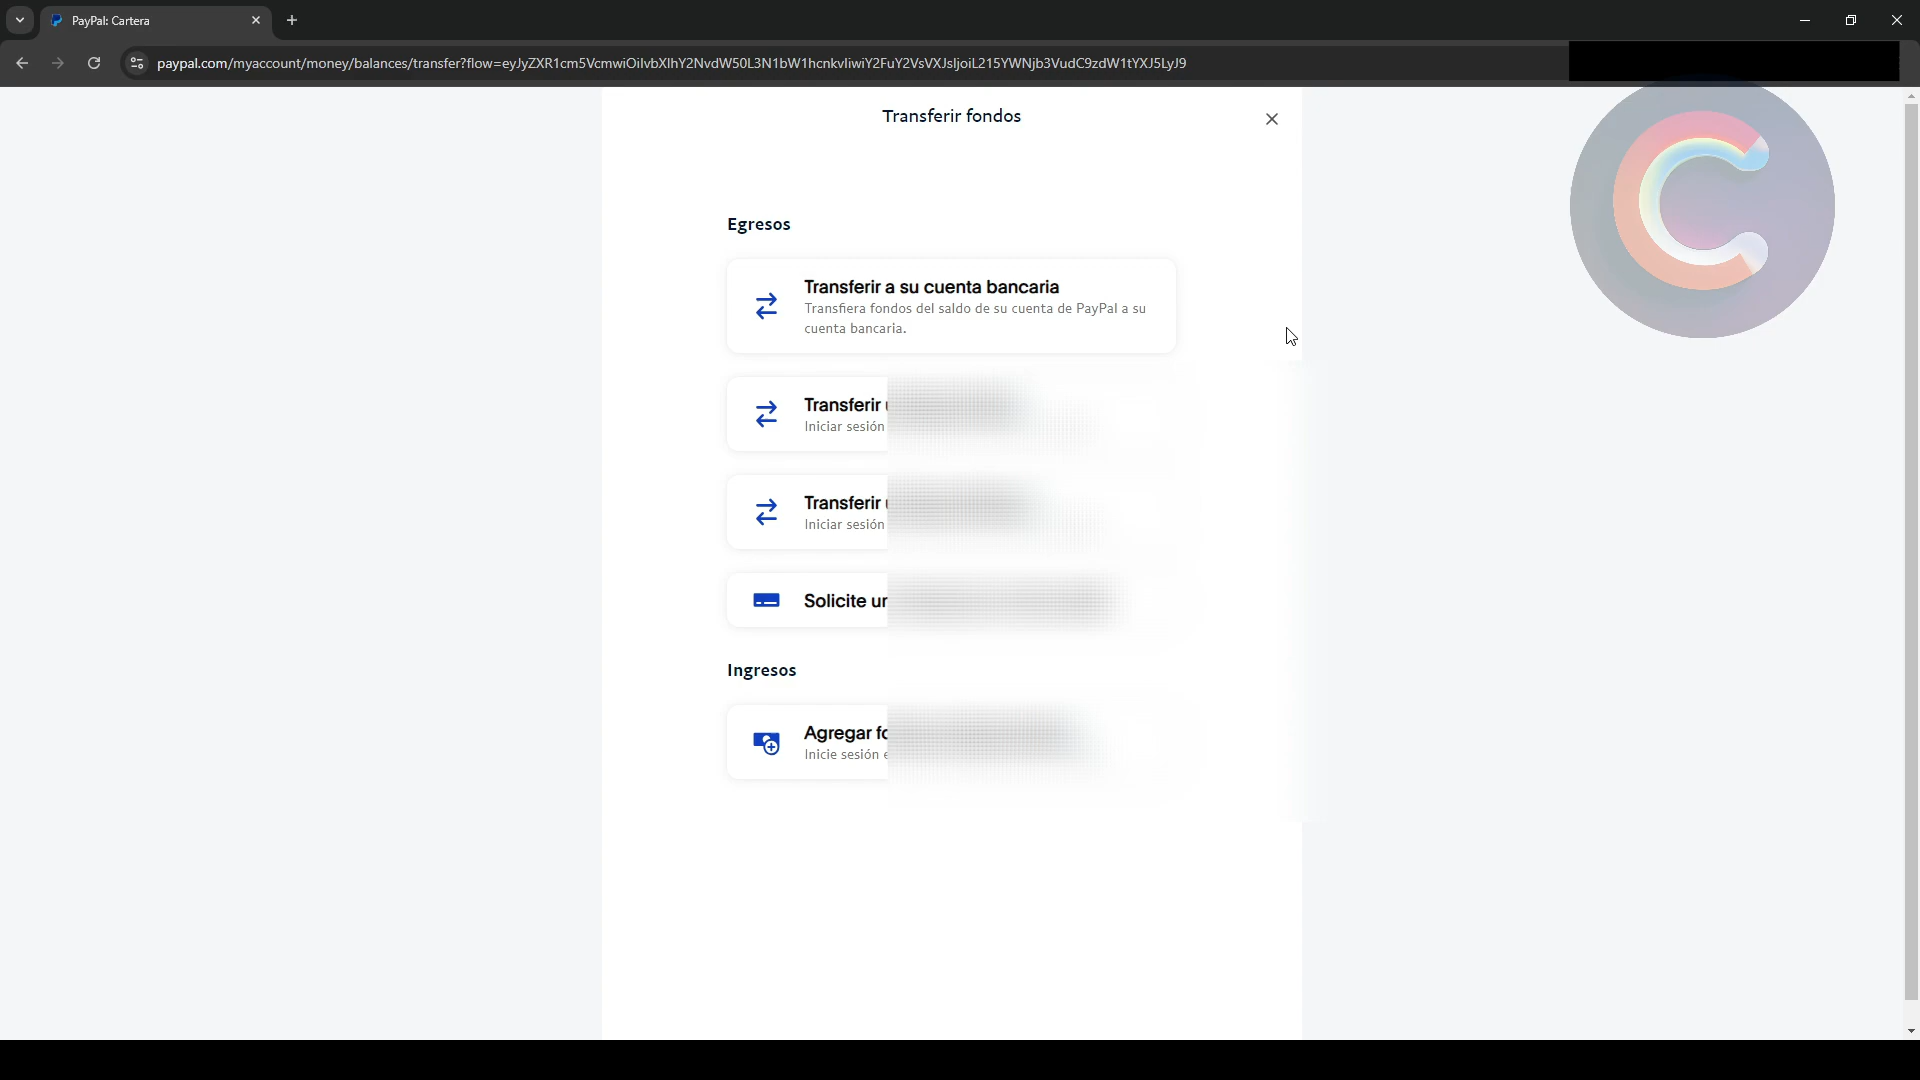 PayPal: Cartera
paypal.com/myaccount/money/balances/transfer?flow=eyJyZXR1cm5VcmwiOiIvbXlhY2NvdW50L3N1bW1hcnkvIiwiY2FuY2VsVXJsIjoiL215YWNjb3VudC9zdW1tYXJ5LyJ9
Transferir fondos
Egresos
Transferir a su cuenta bancaria
Transfiera fondos del saldo de su cuenta de PayPal a su
cuenta bancaria.
Transferir
Iniciar sesión
Transferir
Iniciar sesión
Solicite
Ingresos
Agregar
Inicie sesión